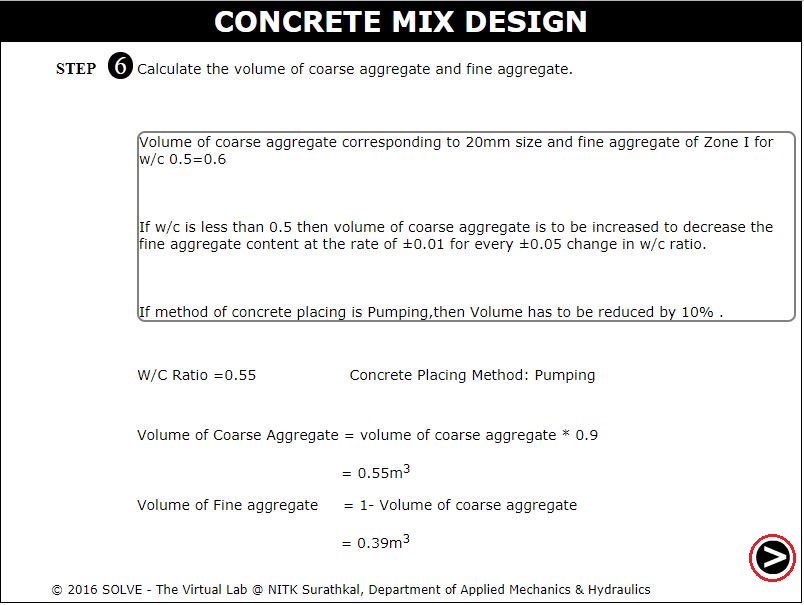 CONCRETE MIX DESIGN
STEP 6 Calculate the volume of coarse aggregate and fine aggregate.
Volume of coarse aggregate corresponding to 20mm size and fine aggregate of Zone I for
w/c 0.5=0.6
If w/c is less than 0.5 then volume of coarse aggregate is to be increased to decrease the
fine aggregate content at the rate of ±0.01 for every ±0.05 change in w/c ratio.
If method of concrete placing is Pumping,then Volume has to be reduced by 10% .
W/C Ratio =0.55 Concrete Placing Method: Pumping
Volume of Coarse Aggregate = volume of coarse aggregate * 0.9
= 0.55m³
Volume of Fine aggregate = 1- Volume of coarse aggregate
= 0.39m³
>
© 2016 SOLVE - The Virtual Lab @ NITK Surathkal, Department of Applied Mechanics & Hydraulics